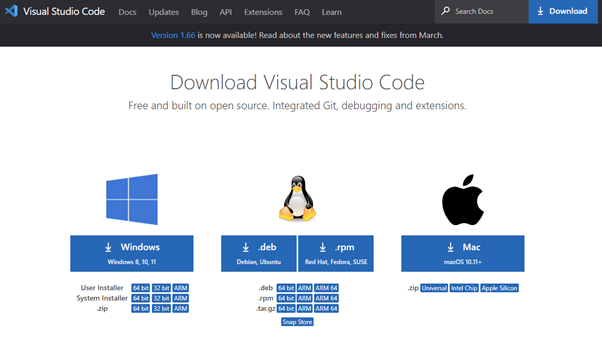 Visual Studio Code Docs Updates Blog API Extensions FAQ Learn Search Docs Download
Version 1.66 is now available! Read about the new features and fixes from March.
Download Visual Studio Code
Free and built on open source. Integrated Git, debugging and extensions.
Windows
Windows 8, 10, 11
User Installer 64 bit 32 bit ARM
System Installer 64 bit 32 bit ARM
.zip 64 bit 32 bit ARM
.deb
Debian, Ubuntu
.rpm
Red Hat, Fedora, SUSE
.deb 64 bit ARM ARM 64
.rpm 64 bit ARM ARM 64
.tar.gz 64 bit ARM ARM 64
Snap Store
Mac
macOS 10.11+
.zip Universal Intel Chip Apple Silicon